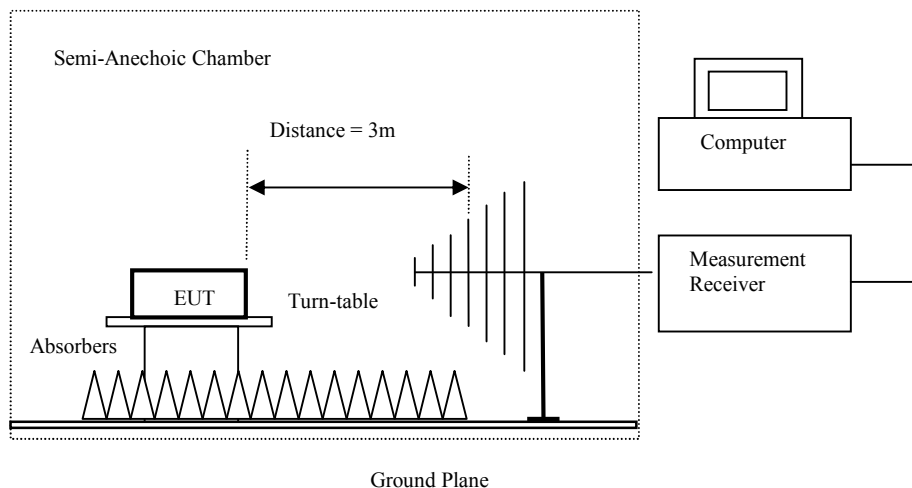 Semi-Anechoic Chamber
Distance = 3m
Computer
Measurement
Receiver
EUT
Turn-table
Absorbers
Ground Plane